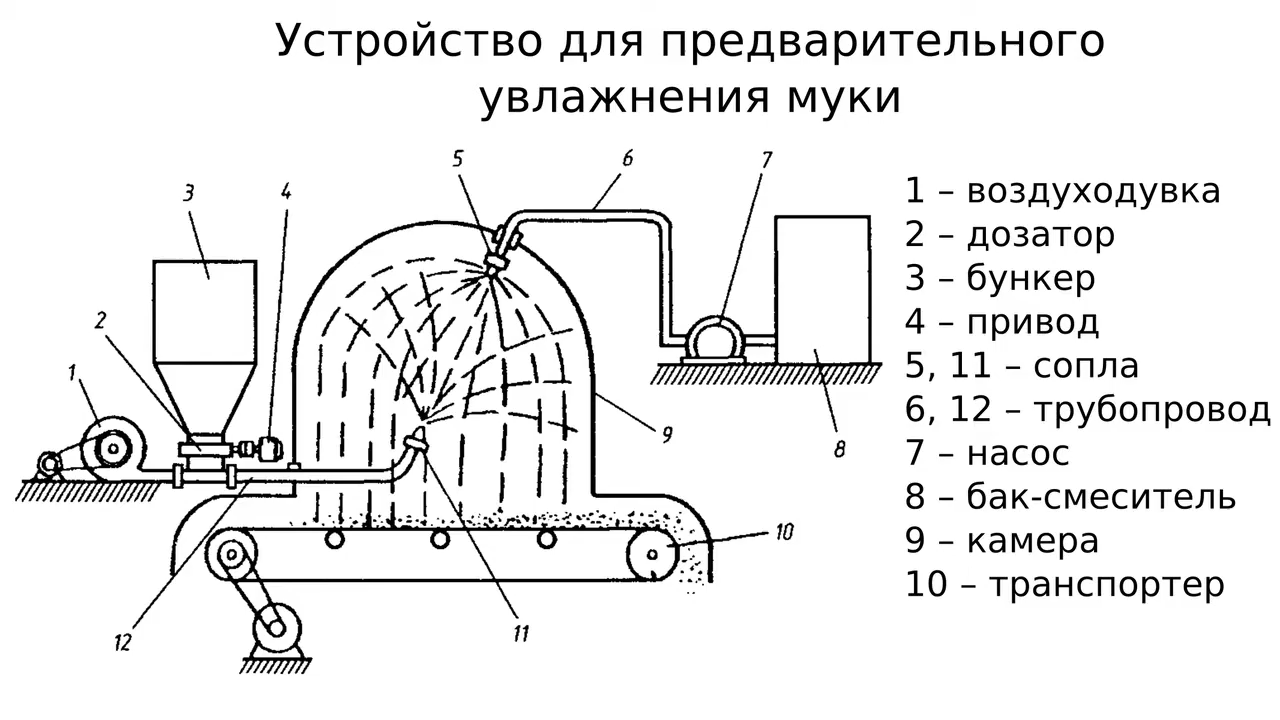 Устройство для предварительного
увлажнения муки
1 – воздуходувка
2 – дозатор
3 – бункер
4 – привод
5, 11 – сопла
6, 12 – трубопровод
7 – насос
8 – бак-смеситель
9 – камера
10 – транспортер
5
6
7
3
4
2
1
9
8
10
11
12